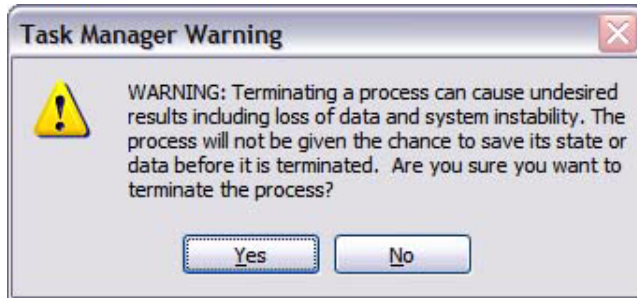 Task Manager Warning
WARNING: Terminating a process can cause undesired
results including loss of data and system instability. The
process will not be given the chance to save its state or
data before it is terminated.  Are you sure you want to
terminate the process?
Yes
No